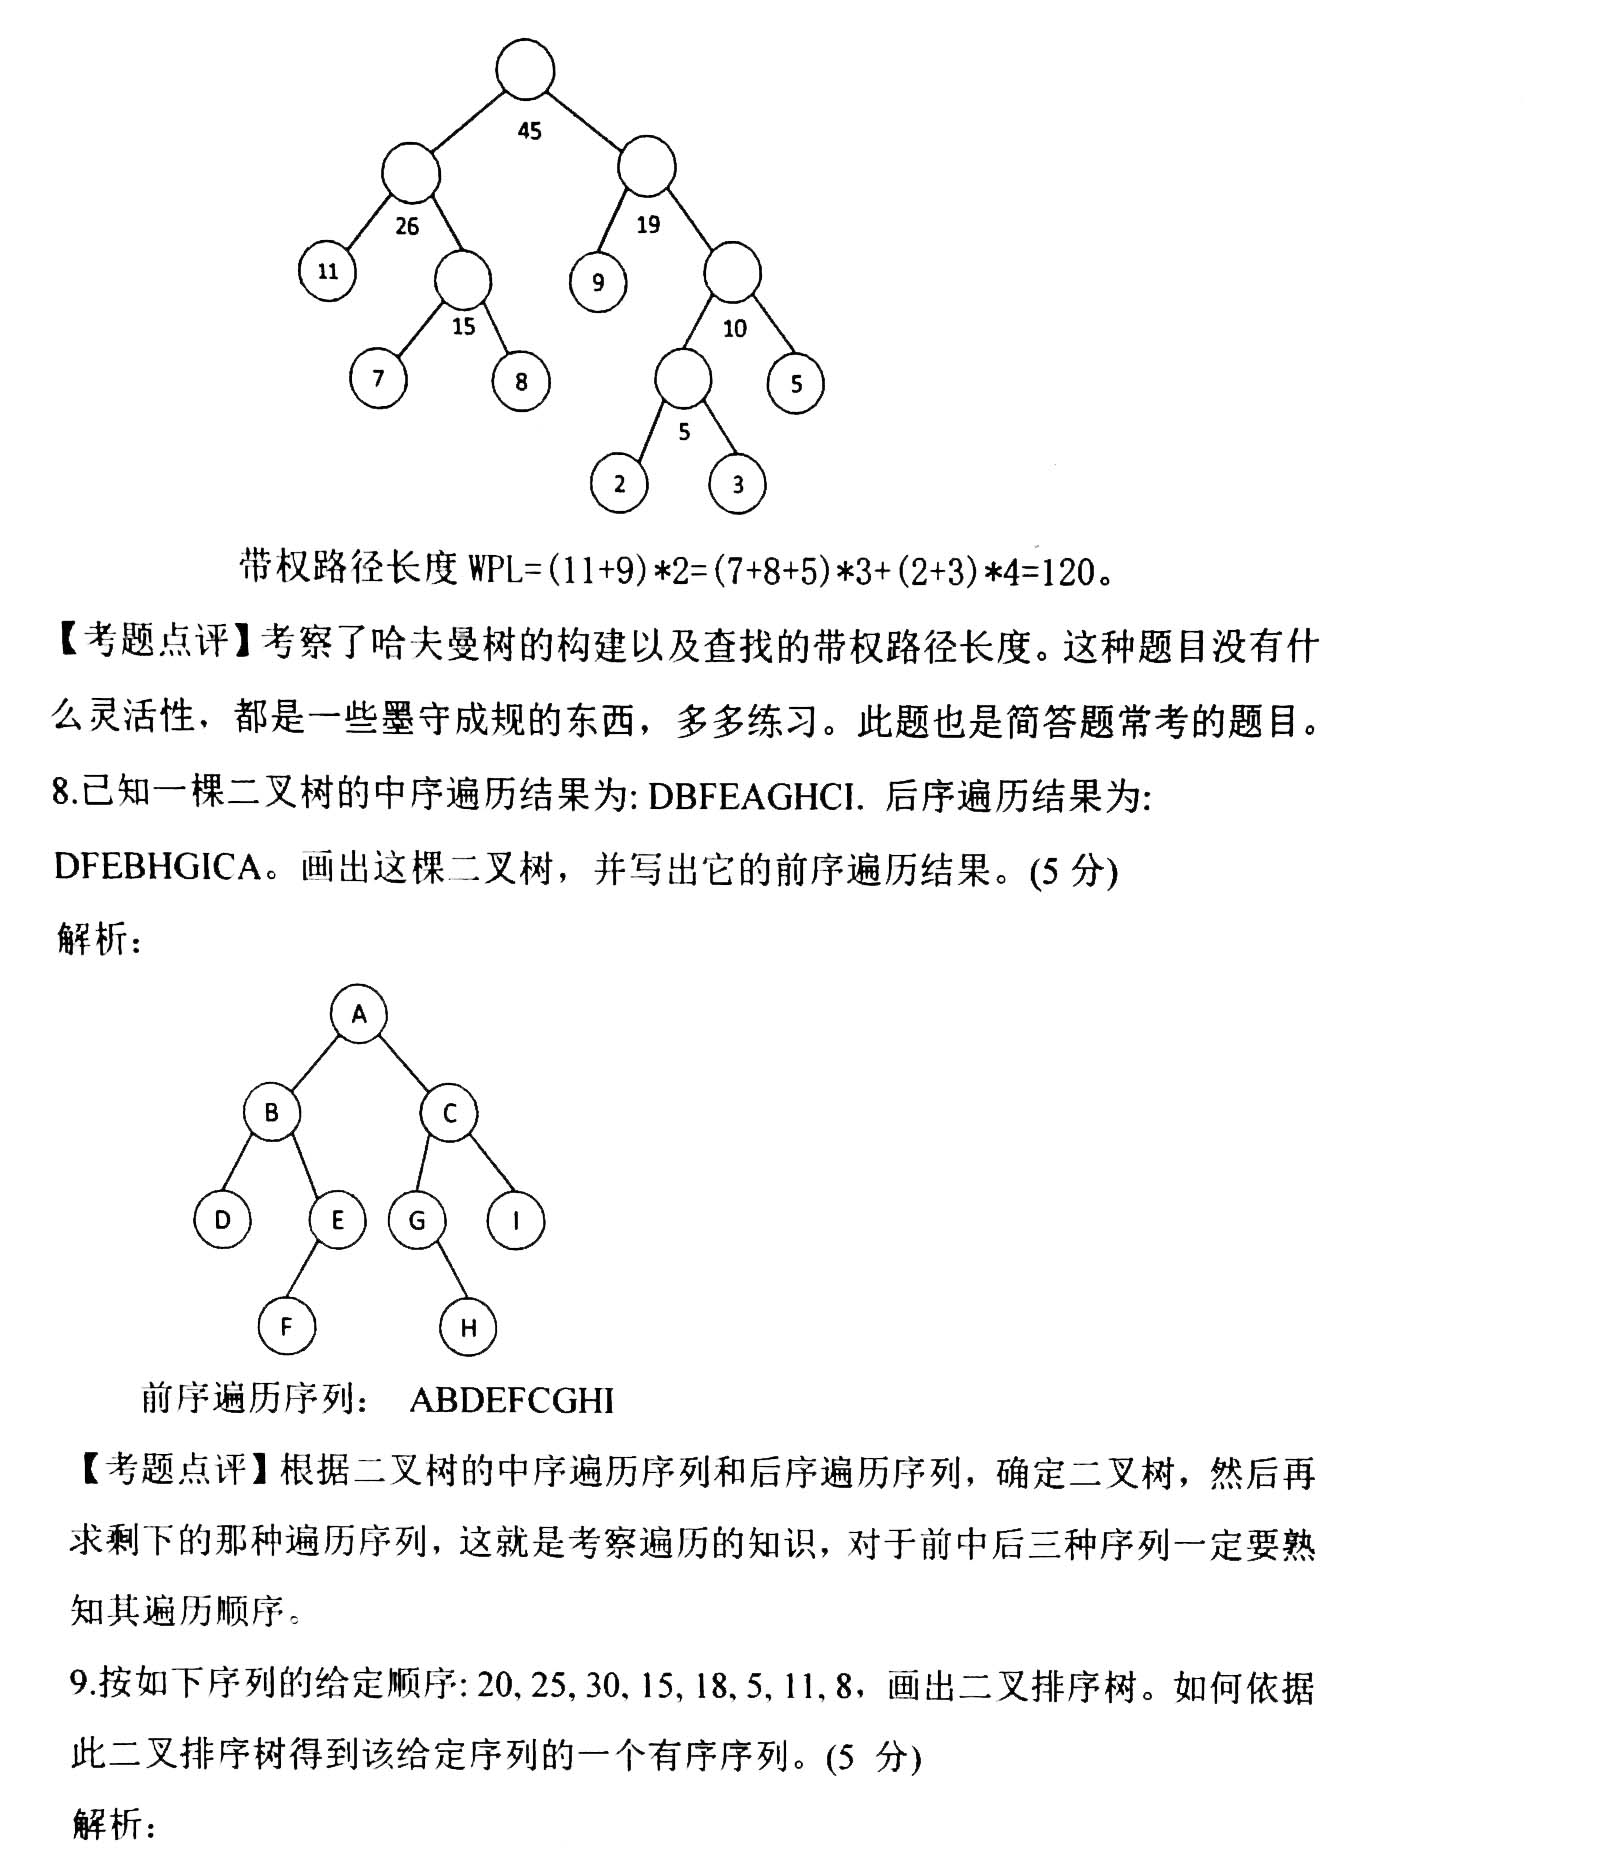 45
26
19
11
9
15
10
7
8
5
5
2
3
带权路径长度 WPL=(11+9)*2=(7+8+5)*3+(2+3)*4=120。
【考题点评】考察了哈夫曼树的构建以及查找的带权路径长度。这种题目没有什
么灵活性，都是一些墨守成规的东西，多多练习。此题也是简答题常考的题目。
8.已知一棵二叉树的中序遍历结果为: DBFEAGHCI. 后序遍历结果为:
DFEBHGICA。画出这棵二叉树，并写出它的前序遍历结果。(5 分)
解析：
A
B
C
D
E
G
I
F
H
前序遍历序列： ABDEFCGHI
【考题点评】根据二叉树的中序遍历序列和后序遍历序列，确定二叉树，然后再
求剩下的那种遍历序列，这就是考察遍历的知识，对于前中后三种序列一定要熟
知其遍历顺序。
9.按如下序列的给定顺序: 20, 25, 30, 15, 18, 5, 11, 8，画出二叉排序树。如何依据
此二叉排序树得到该给定序列的一个有序序列。(5 分)
解析：